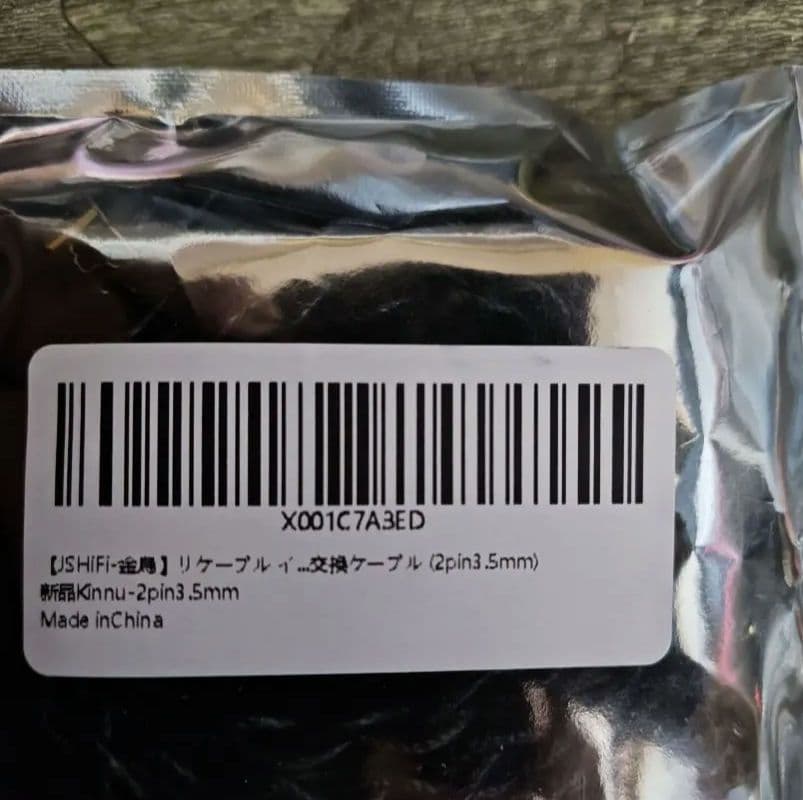 X001C7A3ED
【JSHiFi-金鳥】リケーブル イ...交換ケーブル (2pin3.5mm)
新品Kinnu-2pin3.5mm
Made inChina